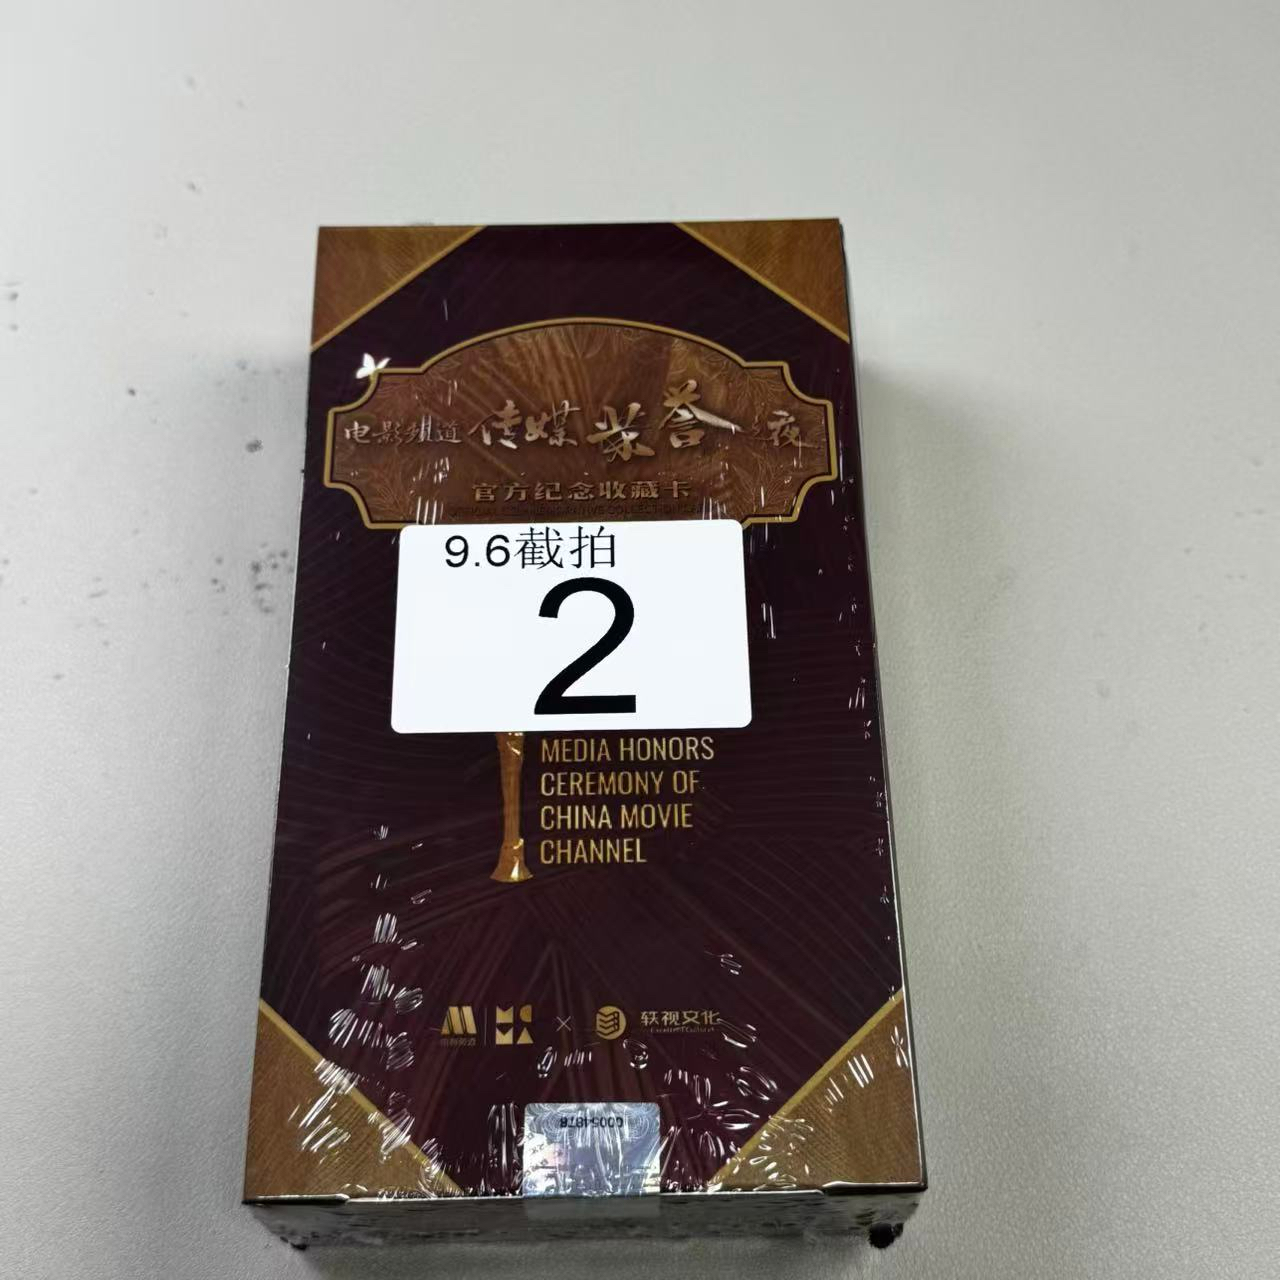 电影频道传媒荣誉之夜
官方纪念收藏卡
9.6截拍
2
MEDIA HONORS
CEREMONY OF
CHINA MOVIE
CHANNEL
轶视文化